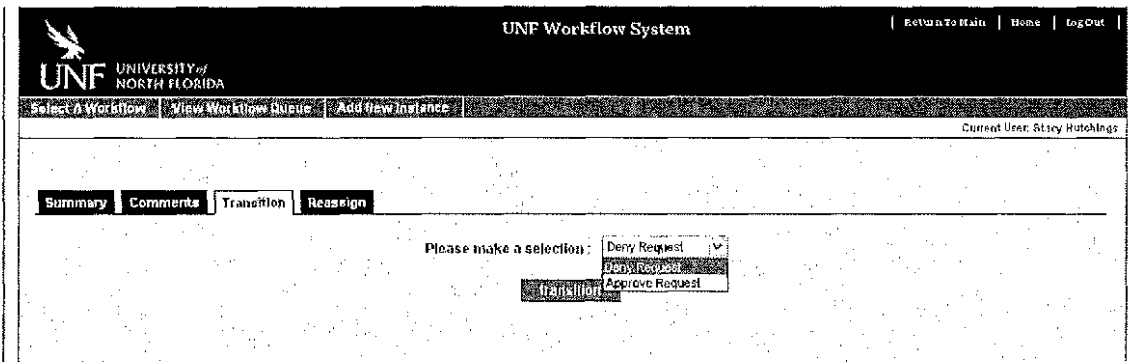 UNF Workflow System
Return To Main | Home | Log Out |
UNF UNIVERSITY of
NORTH FLORIDA
Select A Workflow | View Workflow Queue | Add New Instance
Current User: Stacy Hutchings
Summary Comments Transition Reassign
Please make a selection: Deny Request
Deny Request
Approve Request
transition